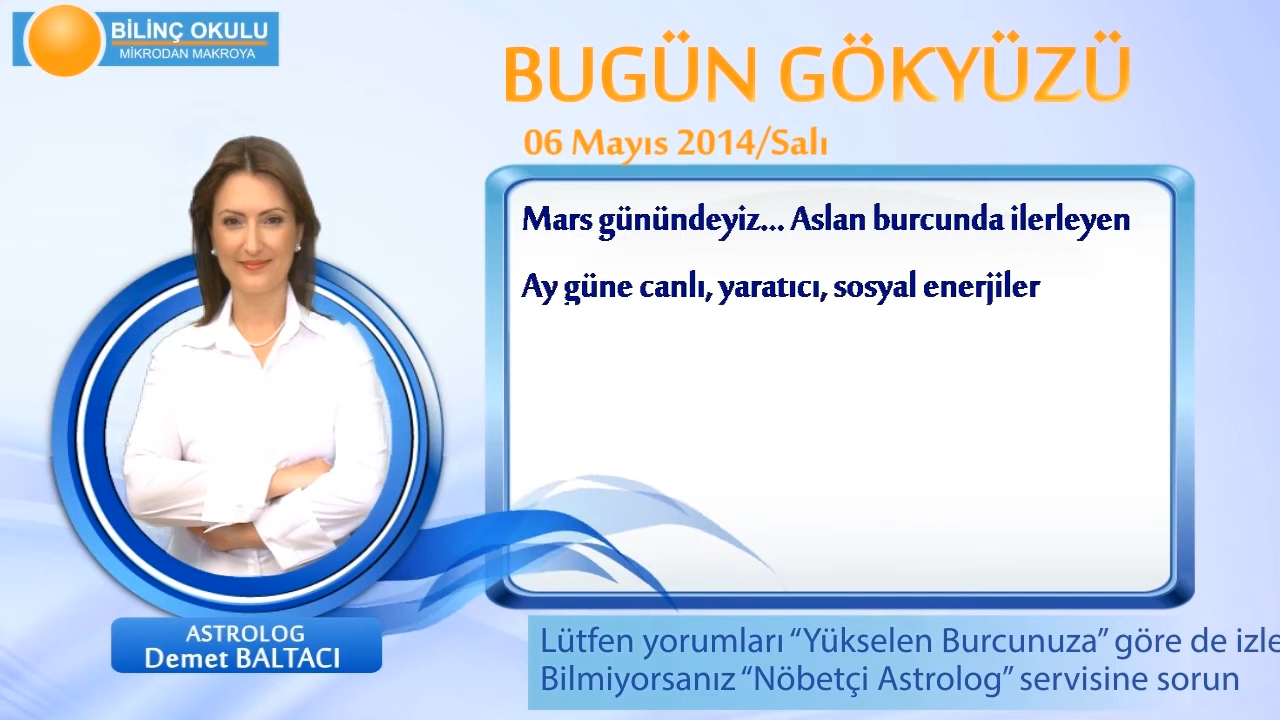 BİLİNÇ OKULU
MİKRODAN MAKROYA
BUGÜN GÖKYÜZÜ
06 Mayıs 2014/Salı
Mars günündeyiz... Aslan burcunda ilerleyen
Ay güne canlı, yaratıcı, sosyal enerjiler
ASTROLOG
Demet BALTACI
Lütfen yorumları “Yükselen Burcunuza” göre de izle
Bilmiyorsanız “Nöbetçi Astrolog” servisine sorun